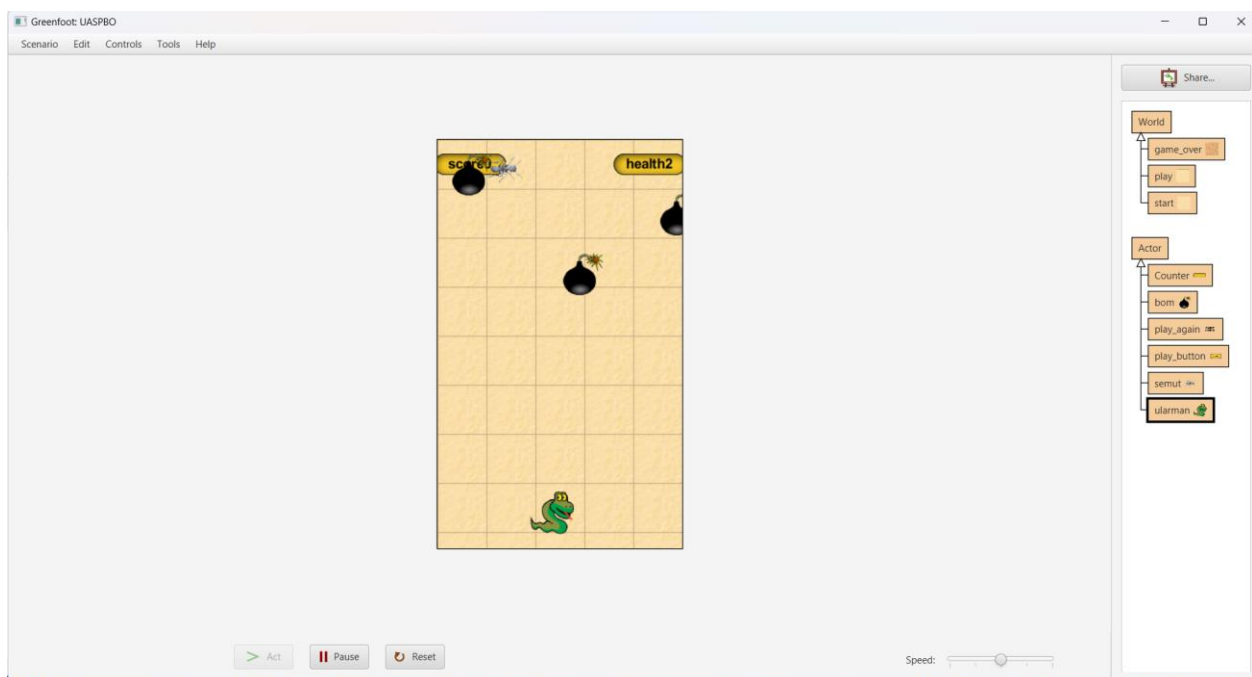 Greenfoot: UASPBO
Scenario Edit Controls Tools Help
Share...
World
game_over
play
start
score0
health2
Actor
Counter
bom
play_again
play_button
semut
ularman
Act
Pause
Reset
Speed: